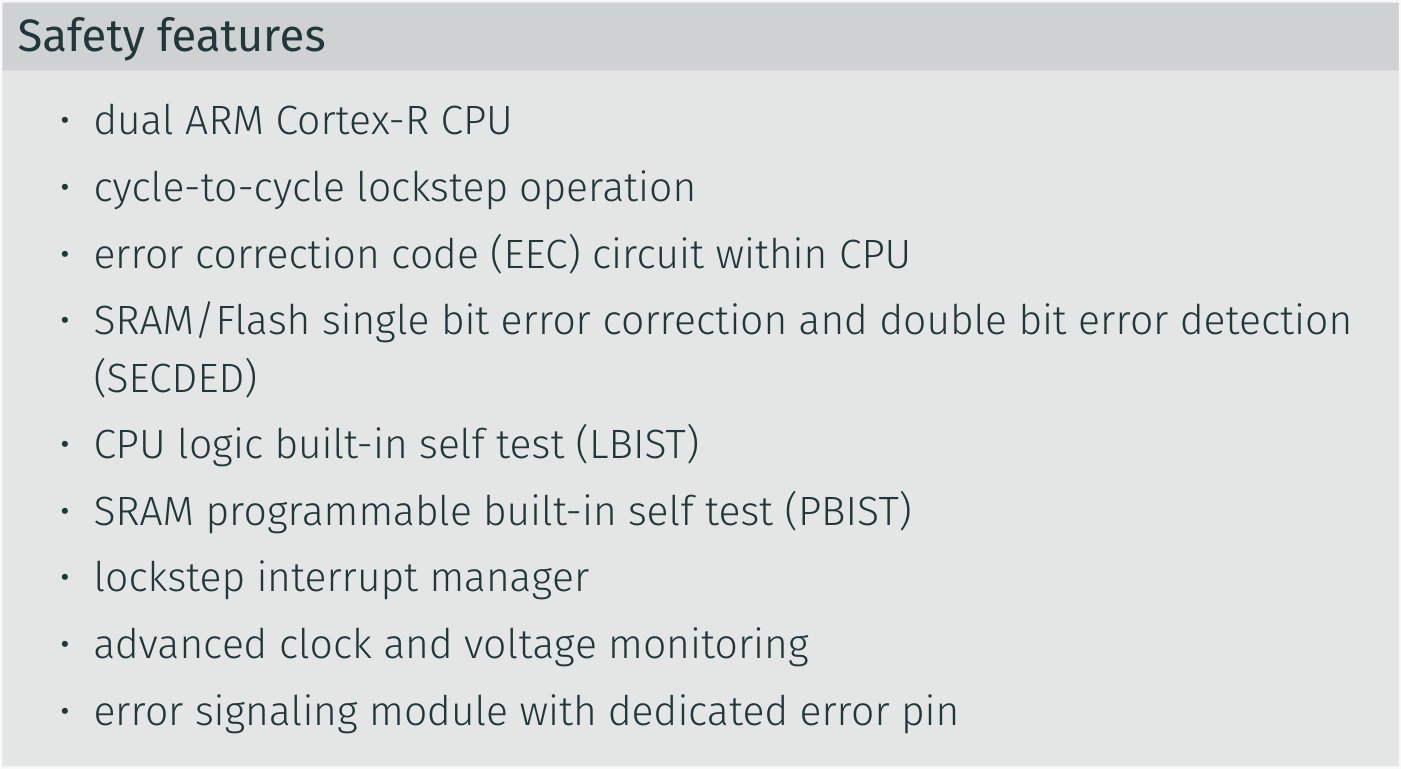 Safety features
· dual ARM Cortex-R CPU
· cycle-to-cycle lockstep operation
· error correction code (EEC) circuit within CPU
· SRAM/Flash single bit error correction and double bit error detection
(SECDED)
· CPU logic built-in self test (LBIST)
· SRAM programmable built-in self test (PBIST)
· lockstep interrupt manager
· advanced clock and voltage monitoring
· error signaling module with dedicated error pin